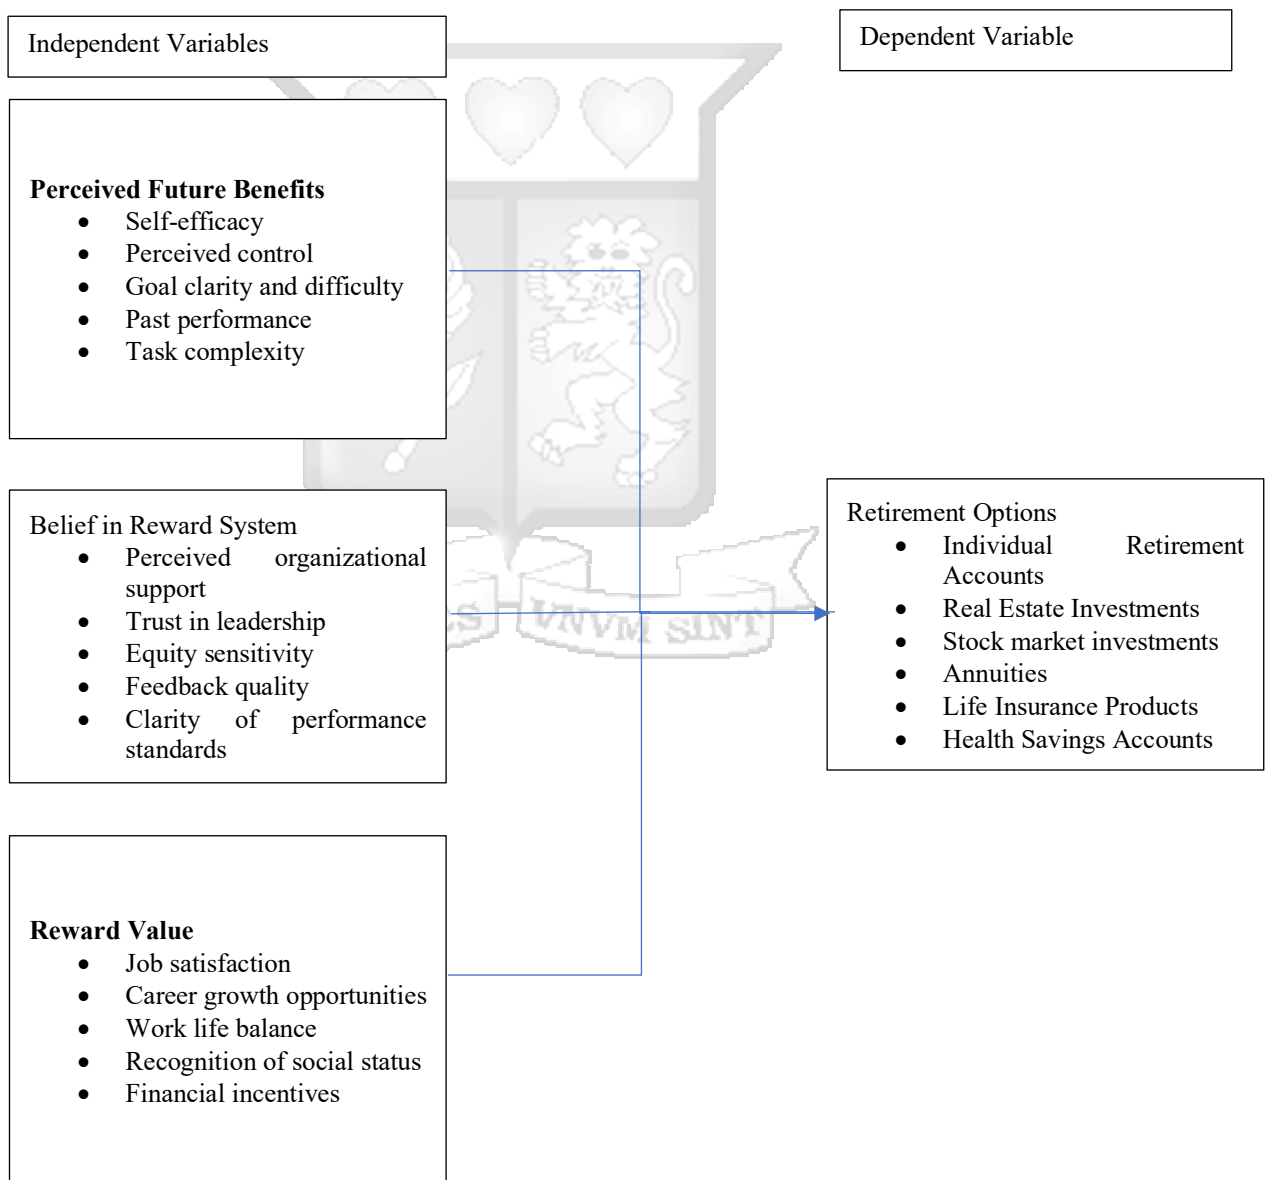 Independent Variables
Dependent Variable
Perceived Future Benefits
• Self-efficacy
• Perceived control
• Goal clarity and difficulty
• Past performance
• Task complexity
Belief in Reward System
• Perceived organizational
support
• Trust in leadership
• Equity sensitivity
• Feedback quality
• Clarity of performance
standards
Retirement Options
• Individual Retirement
Accounts
• Real Estate Investments
• Stock market investments
• Annuities
• Life Insurance Products
• Health Savings Accounts
VNVM SINT
Reward Value
• Job satisfaction
• Career growth opportunities
• Work life balance
• Recognition of social status
• Financial incentives